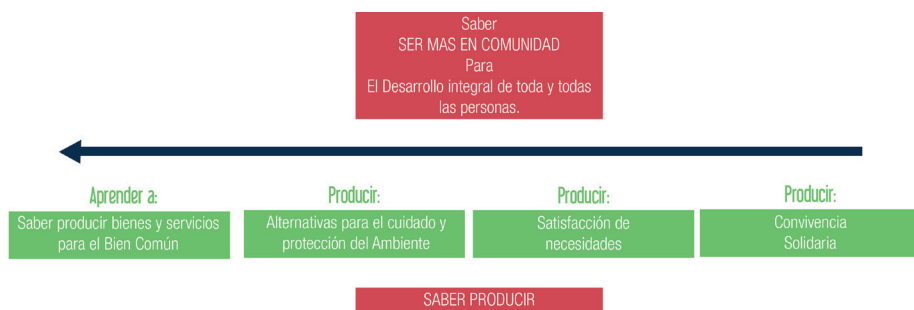 Saber
SER MAS EN COMUNIDAD
Para
El Desarrollo integral de toda y todas
las personas.
Aprender a:
Saber producir bienes y servicios
para el Bien Común
Producir:
Alternativas para el cuidado y
protección del Ambiente
Producir:
Satisfacción de
necesidades
Producir:
Convivencia
Solidaria
SABER PRODUCIR